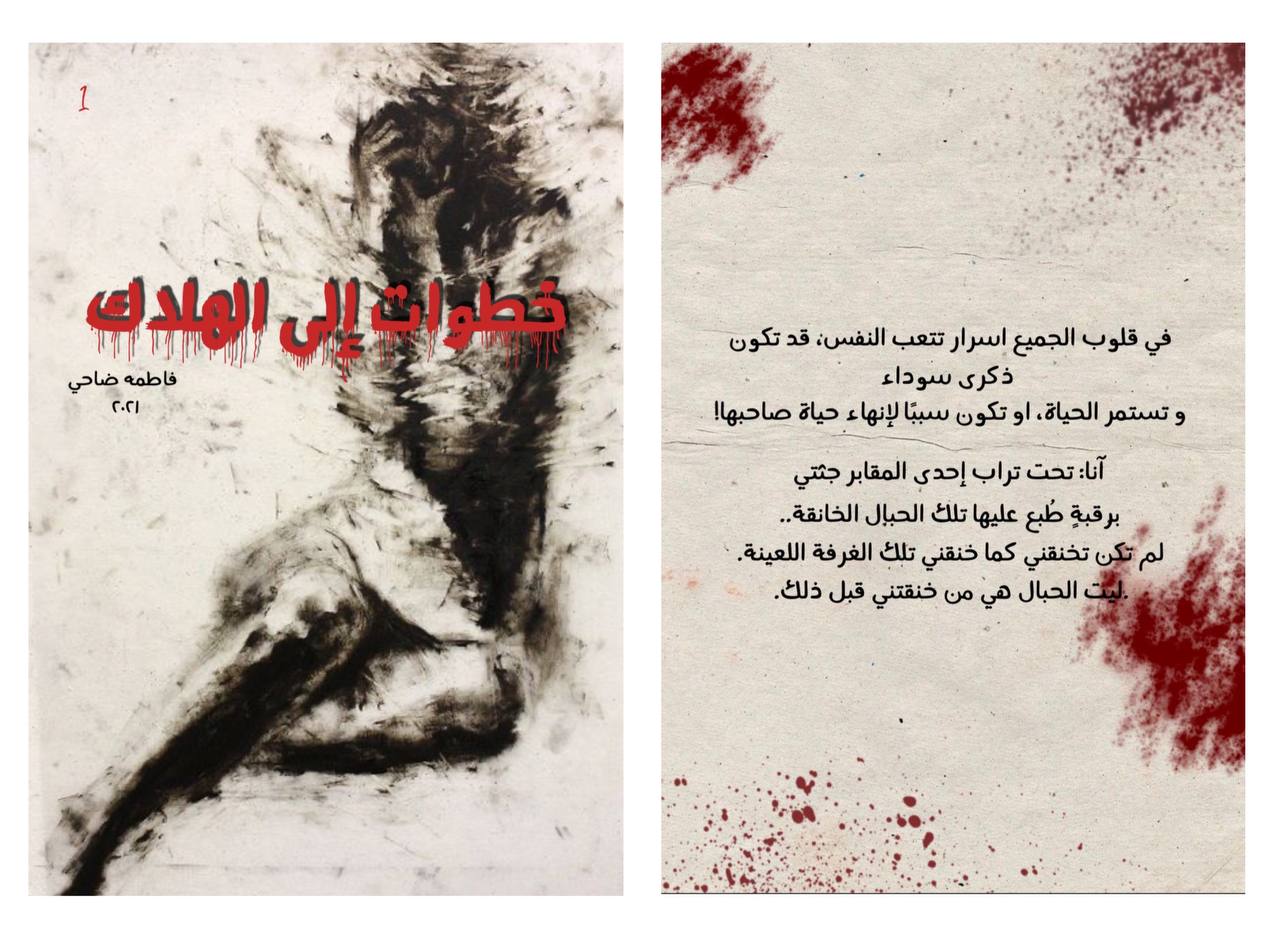 1
خطوات إلى الهلاك
فاطمه ضاحي
٢٠٢١
في قلوب الجميع اسرار تتعب النفس، قد تكون
ذكرى سوداء
و تستمر الحياة، او تكون سببًا لإنهاء حياة صاحبها!
آنا: تحت تراب إحدى المقابر جثتي
برقبةٍ طُبع عليها تلك الحبال الخانقة..
لم تكن تخنقني كما خنقني تلك الغرفة اللعينة.
.ليت الحبال هي من خنقتني قبل ذلك.